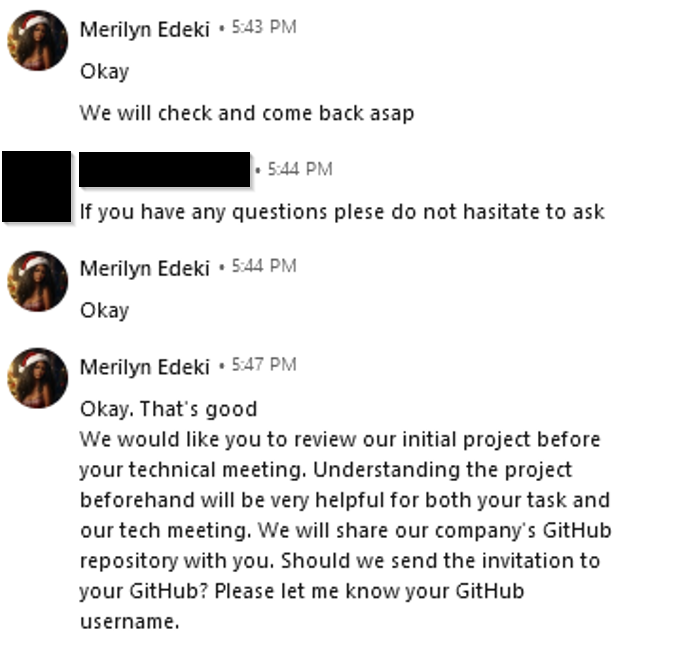 Merilyn Edeki • 5:43 PM
Okay
We will check and come back asap
• 5:44 PM
If you have any questions plese do not hasitate to ask
Merilyn Edeki • 5:44 PM
Okay
Merilyn Edeki • 5:47 PM
Okay. That's good
We would like you to review our initial project before
your technical meeting. Understanding the project
beforehand will be very helpful for both your task and
our tech meeting. We will share our company's GitHub
repository with you. Should we send the invitation to
your GitHub? Please let me know your GitHub
username.